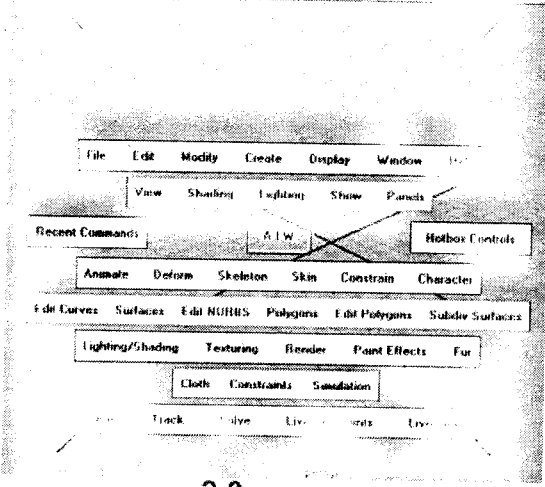 File Edit Modify Create Display Window
View Shading Lighting Show Panels
Recent Commands A | W Hotbox Controls
Animate Deform Skeleton Skin Constrain Character
Edit Curves Surfaces Edit NURBS Polygons Edit Polygons Subdiv Surfaces
Lighting/Shading Texturing Render Paint Effects Fur
Cloth Constraints Simulation
Track